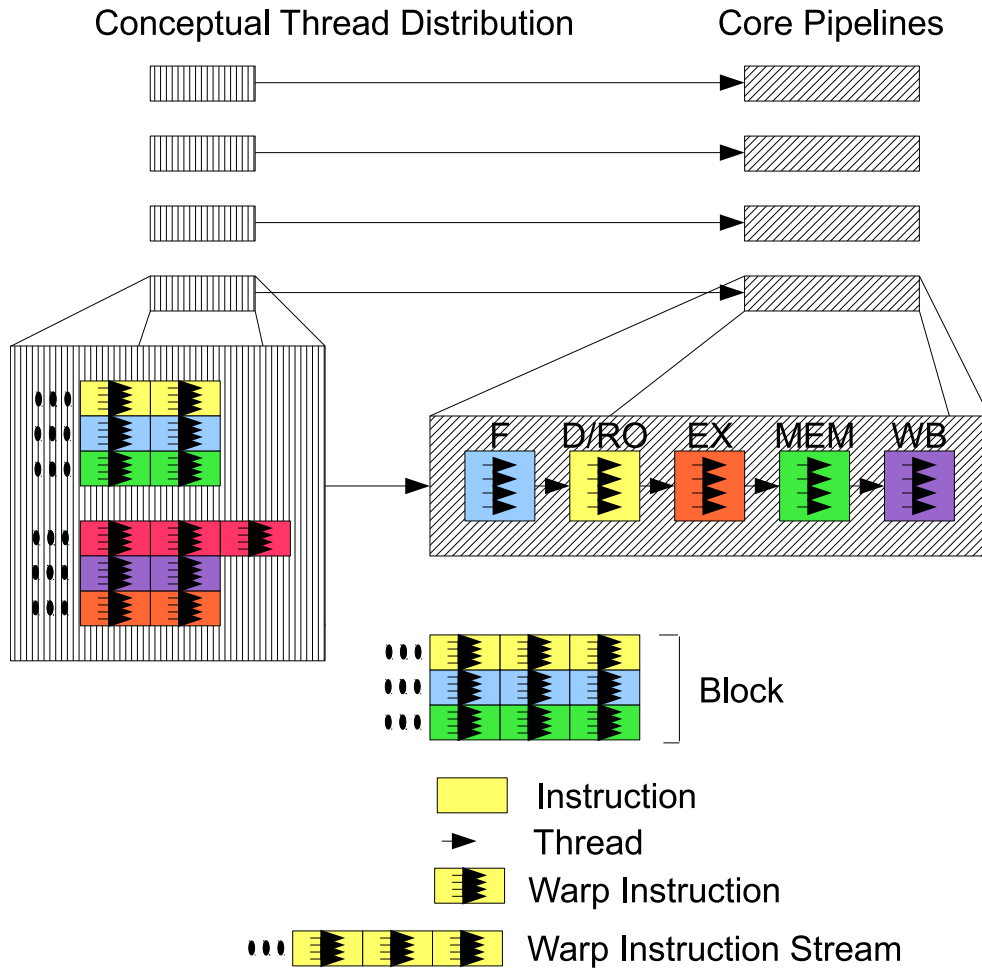 Conceptual Thread Distribution
Core Pipelines
F
D/RO
EX
MEM
WB
Block
Instruction
Thread
Warp Instruction
Warp Instruction Stream